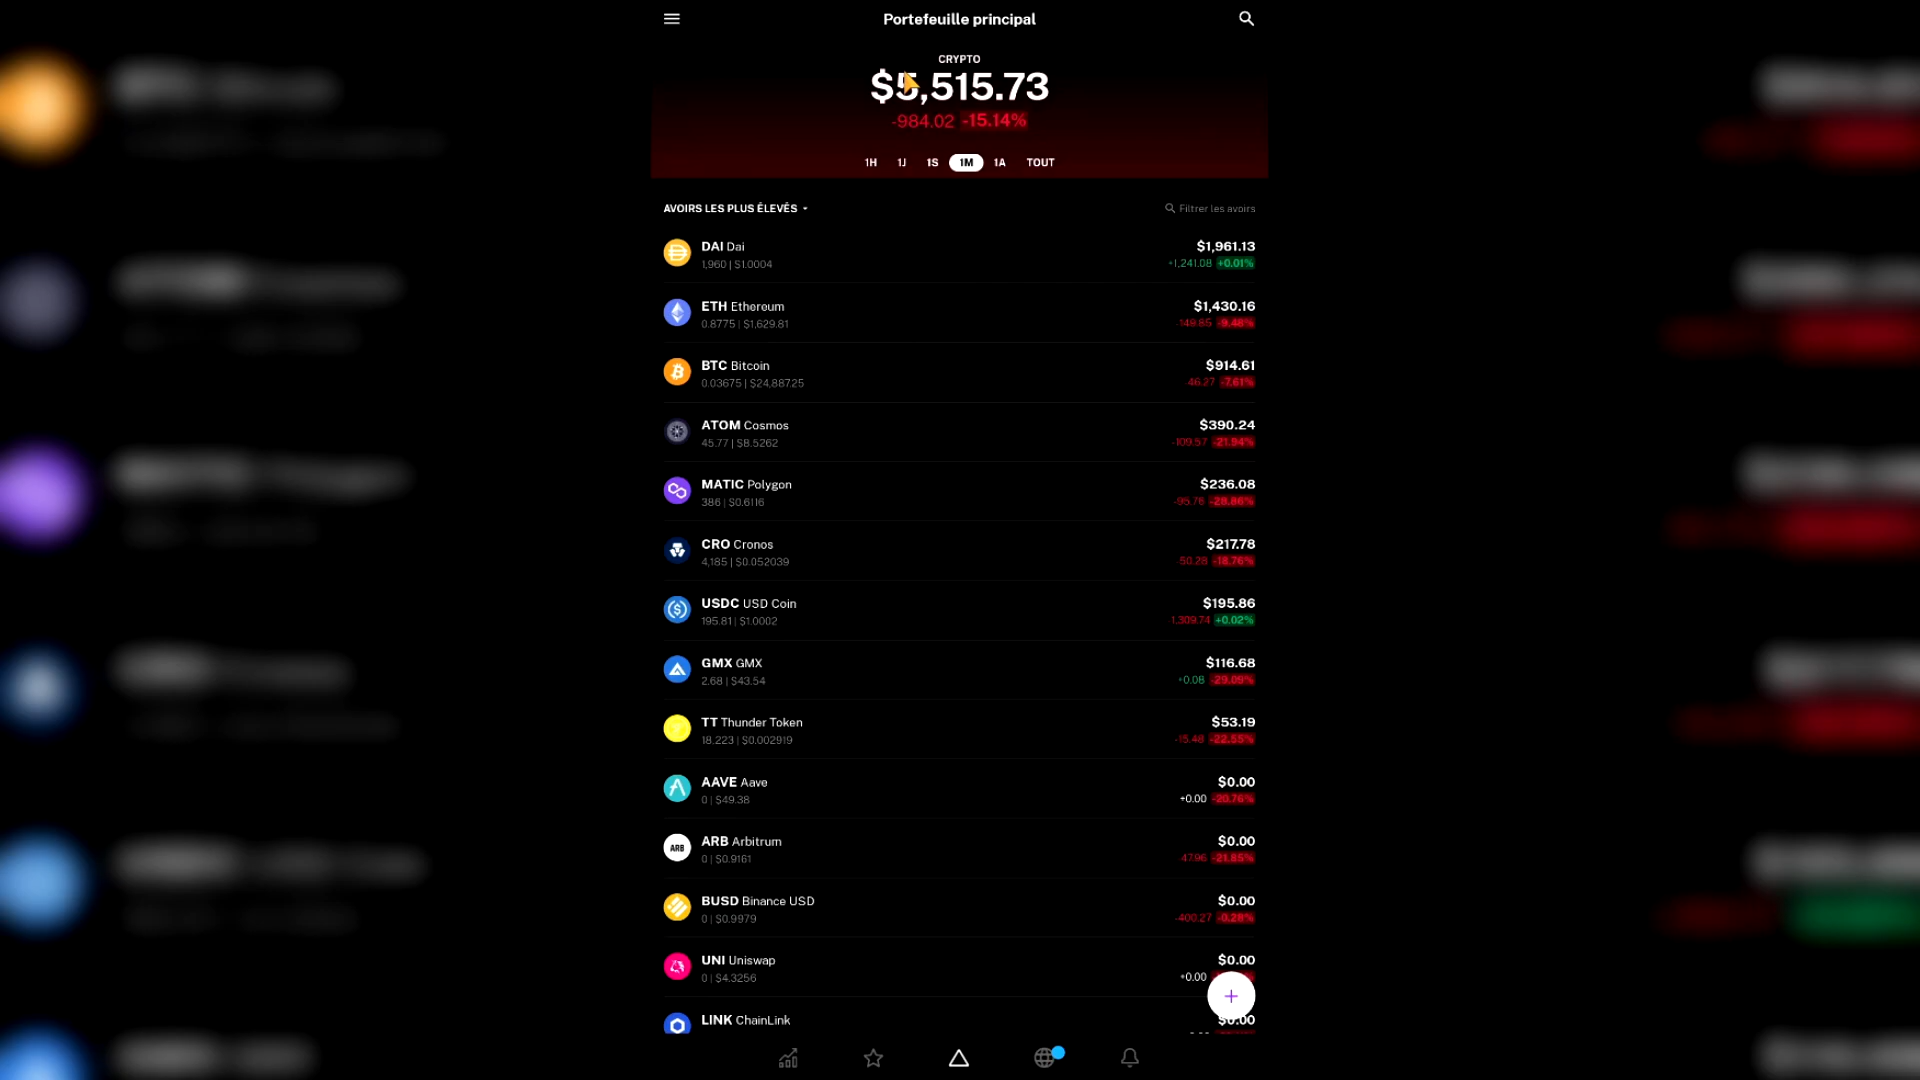 Portefeuille principal
CRYPTO
$5,515.73
-984.02 -15.14%
1H 1J 1S 1M 1A TOUT
AVOIRS LES PLUS ÉLEVÉS
Filtrer les avoirs
DAI Dai
$1,961.13
1,960 | $1.0004
+1,241.08 +0.01%
ETH Ethereum
$1,430.16
0.8775 | $1,629.81
-149.85 -9.48%
BTC Bitcoin
$914.61
0.03675 | $24,887.25
46.27 -7.61%
ATOM Cosmos
$390.24
45.77 | $8.5262
-109.57 -21.94%
MATIC Polygon
$236.08
386 | $0.6116
-95.78 -28.86%
CRO Cronos
$217.78
4,185 | $0.052039
50.28 -18.76%
USDC USD Coin
$195.86
195.81 | $1.0002
1,309.74 +0.02%
GMX GMX
$116.68
2.68 | $43.54
+0.08 -29.09%
TT Thunder Token
$53.19
18,223 | $0.002919
-15.48 -22.55%
AAVE Aave
$0.00
0 | $49.38
+0.00 -20.76%
ARB Arbitrum
ARB
$0.00
0 | $0.9161
-47.96 -21.85%
BUSD Binance USD
$0.00
0 | $0.9979
-400.27 -0.28%
UNI Uniswap
$0.00
0 | $4.3256
+0.00
LINK ChainLink
$0.00